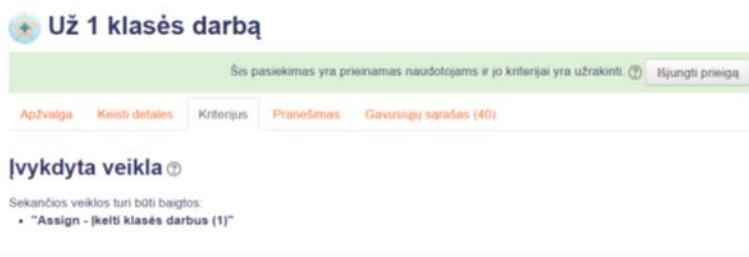 Už 1 klasės darbą
Šis pasiekimas yra prieinamas naudotojams ir jo kriterijai yra užrakinti. Išjungti prieigą
Apžvalga Keisti detales Kriterijus Pranešimas Gavusiųjų sąrašas (40)
Įvykdyta veikla
Sekančios veiklos turi būti baigtos:
• "Assign - Įkelti klasės darbus (1)"